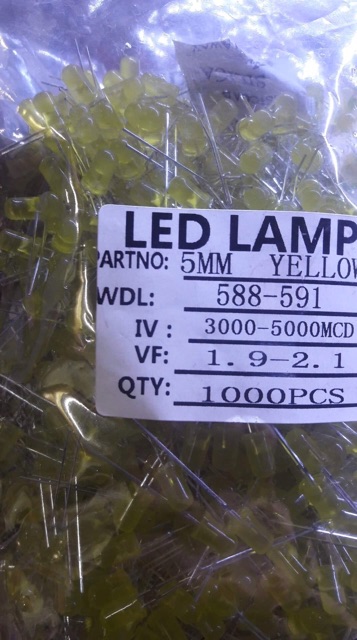 LED LAMP
PARTNO: 5MM YELLOW
WDL: 588-591
IV : 3000-5000MCD
VF: 1.9-2.1
QTY: 1000PCS